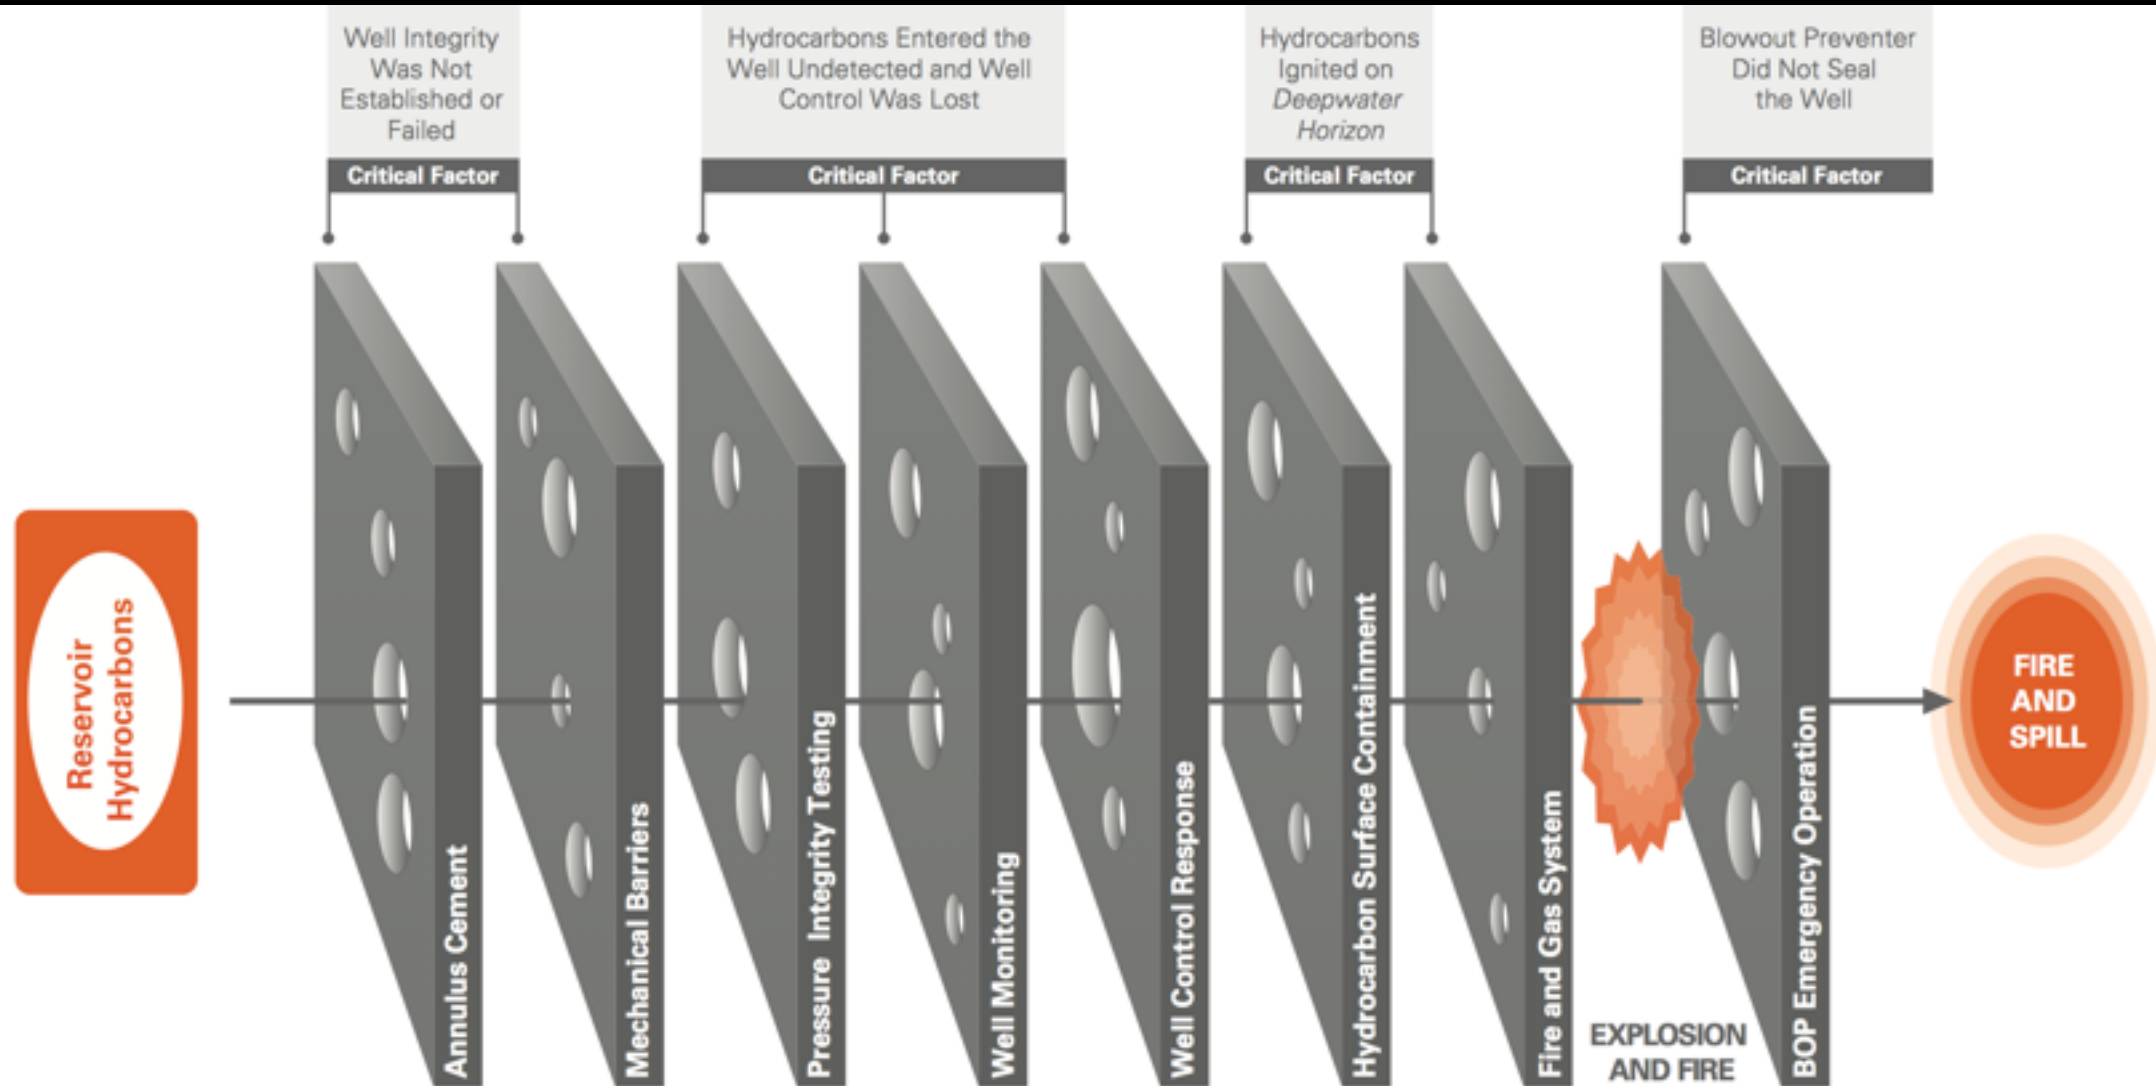 Well Integrity
Was Not
Established or
Failed
Critical Factor
Hydrocarbons Entered the
Well Undetected and Well
Control Was Lost
Critical Factor
Hydrocarbons
Ignited on
Deepwater
Horizon
Critical Factor
Blowout Preventer
Did Not Seal
the Well
Critical Factor
Reservoir
Hydrocarbons
Annulus Cement
Mechanical Barriers
Pressure Integrity Testing
Well Monitoring
Well Control Response
Hydrocarbon Surface Containment
Fire and Gas System
EXPLOSION
AND FIRE
BOP Emergency Operation
FIRE
AND
SPILL